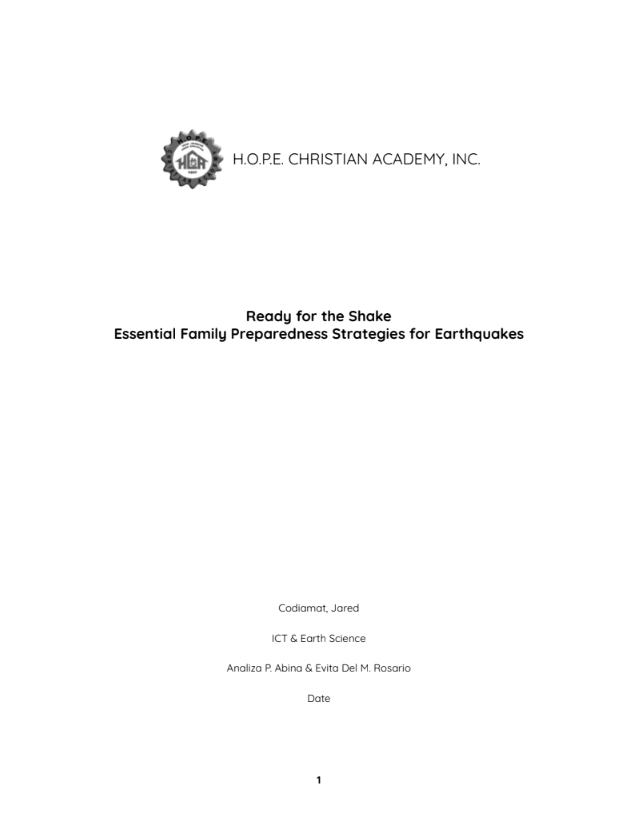 H.O.P.E. CHRISTIAN ACADEMY, INC.
Ready for the Shake
Essential Family Preparedness Strategies for Earthquakes
Codiamat, Jared
ICT & Earth Science
Analiza P. Abina & Evita Del M. Rosario
Date
1